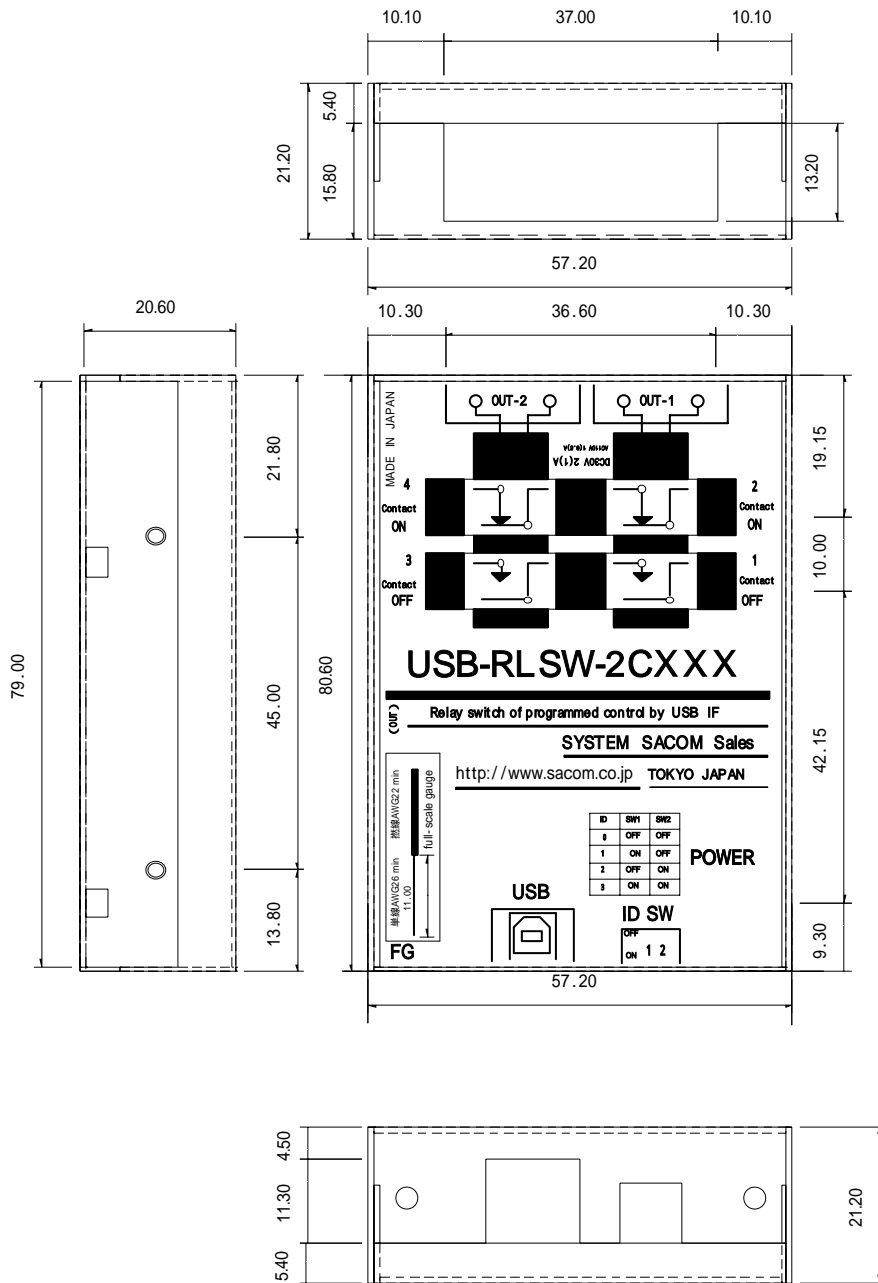 10.10 37.00 10.10
5.40
21.20
15.80
13.20
57.20
20.60
10.30 36.60 10.30
MADE IN JAPAN
OUT-2 OUT-1
AC110V 1(0.5)A
DC30V 2(1)A
4
Contact
ON
2
Contact
ON
3
Contact
OFF
1
Contact
OFF
21.80
19.15
10.00
79.00
80.60
45.00
42.15
USB-RLSW-2CXXX
Relay switch of programmed control by USB IF
SYSTEM SACOM Sales
http://www.sacom.co.jp TOKYO JAPAN
撚線AWG22 min
full-scale gauge
単線AWG26 min
11.00
ID SW1 SW2
0 OFF OFF
1 ON OFF
2 OFF ON
3 ON ON
POWER
USB
ID SW
OFF
ON 1 2
FG
13.80
9.30
57.20
4.50
11.30
5.40
21.20